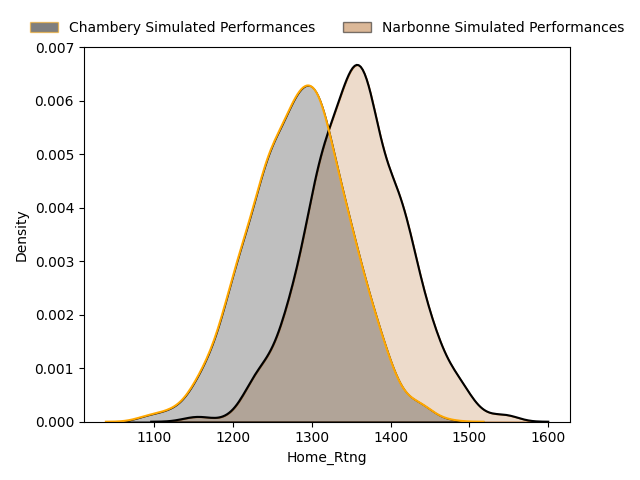 Chambery Simulated Performances Narbonne Simulated Performances
0.007
0.006
0.005
0.004
0.003
0.002
0.001
0.000
Density
1100 1200 1300 1400 1500 1600
Home_Rtng